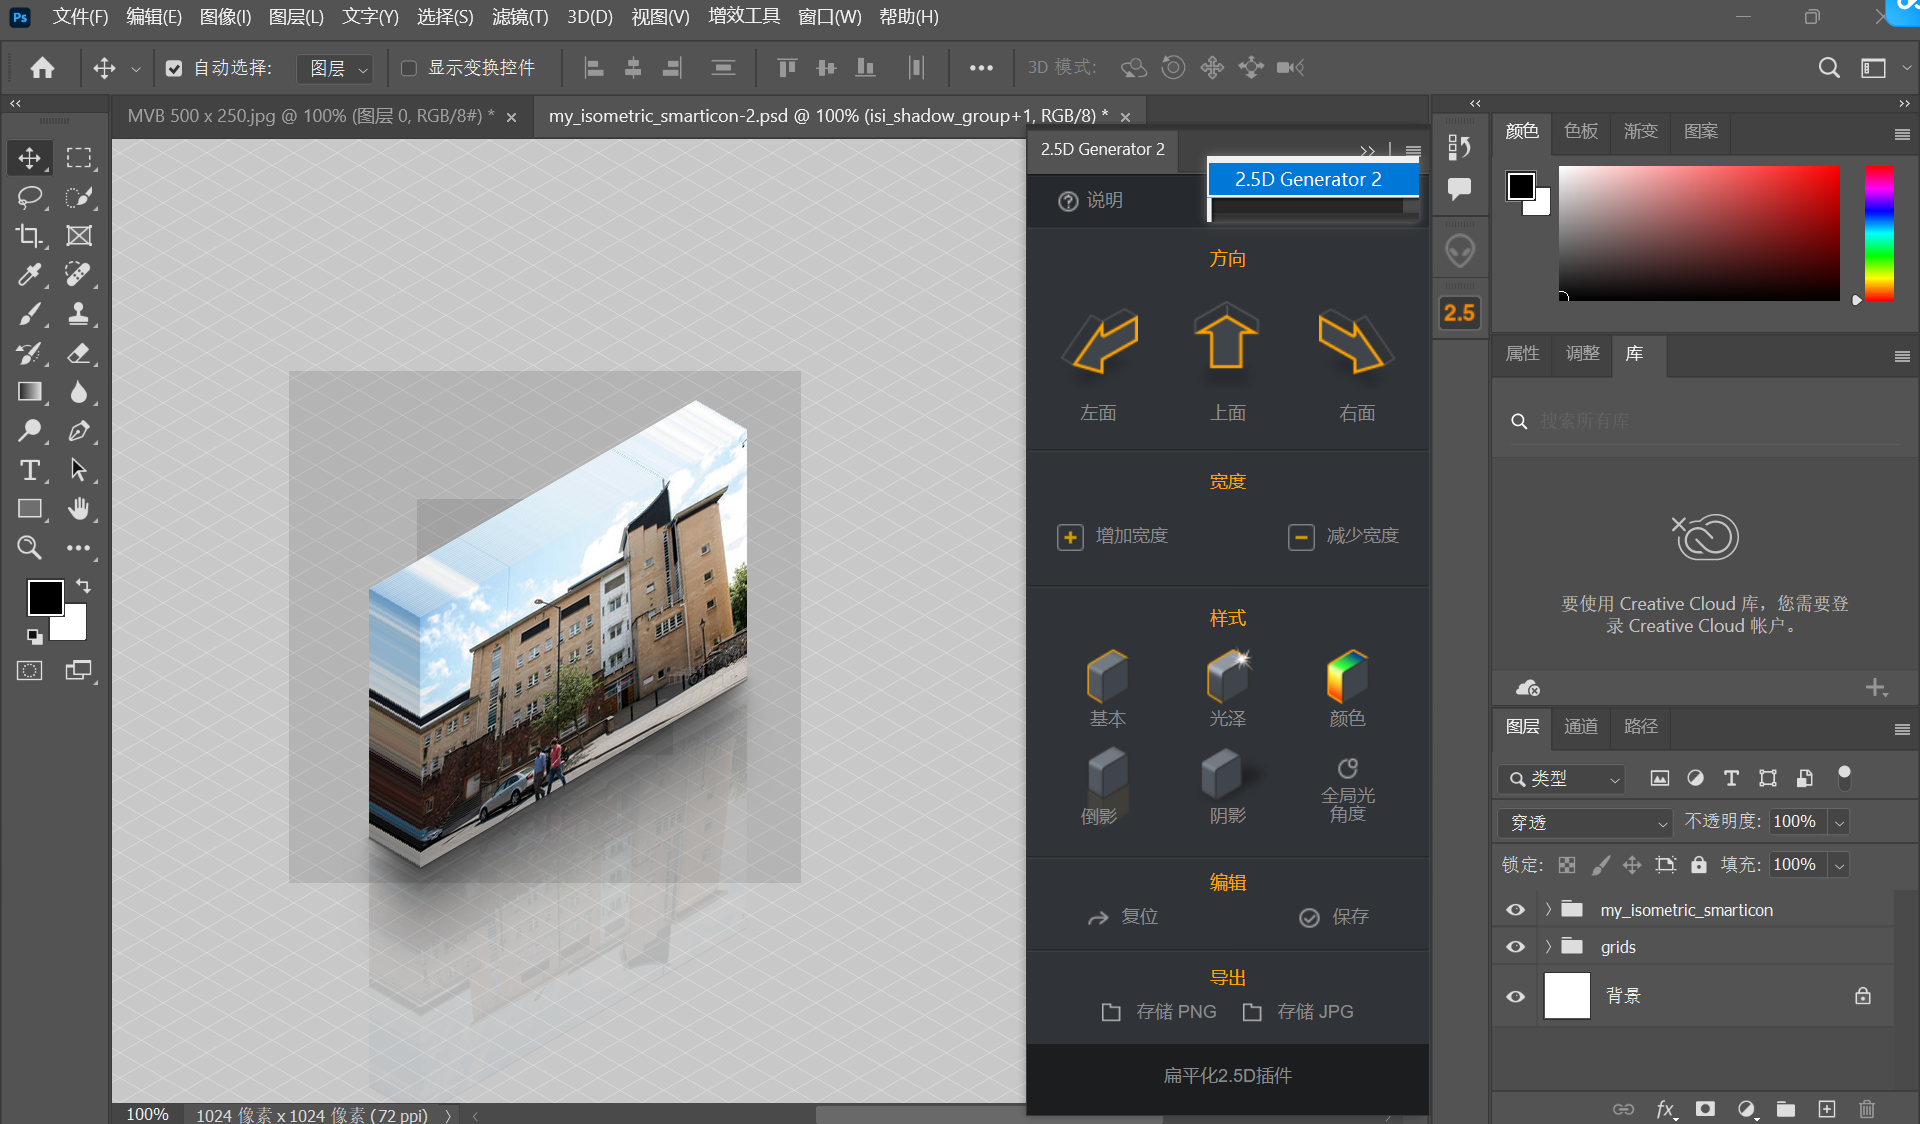 Ps 文件(F) 编辑(E) 图像(I) 图层(L) 文字(Y) 选择(S) 滤镜(T) 3D(D) 视图(V) 增效工具 窗口(W) 帮助(H)
自动选择: 图层 显示变换控件 3D 模式:
MVB 500 x 250.jpg @ 100% (图层 0, RGB/8#) *
my_isometric_smarticon-2.psd @ 100% (isi_shadow_group+1, RGB/8) *
2.5D Generator 2
2.5D Generator 2
说明
方向
左面 上面 右面
宽度
增加宽度 减少宽度
样式
基本 光泽 颜色
倒影 阴影 全局光
角度
编辑
复位 保存
导出
存储 PNG 存储 JPG
扁平化2.5D插件
2.5
颜色 色板 渐变 图案
属性 调整 库
搜索所有库
要使用 Creative Cloud 库，您需要登
录 Creative Cloud 帐户。
图层 通道 路径
类型
穿透 不透明度: 100%
锁定: 填充: 100%
my_isometric_smarticon
grids
背景
fx
100% 1024 像素 x 1024 像素 (72 ppi)